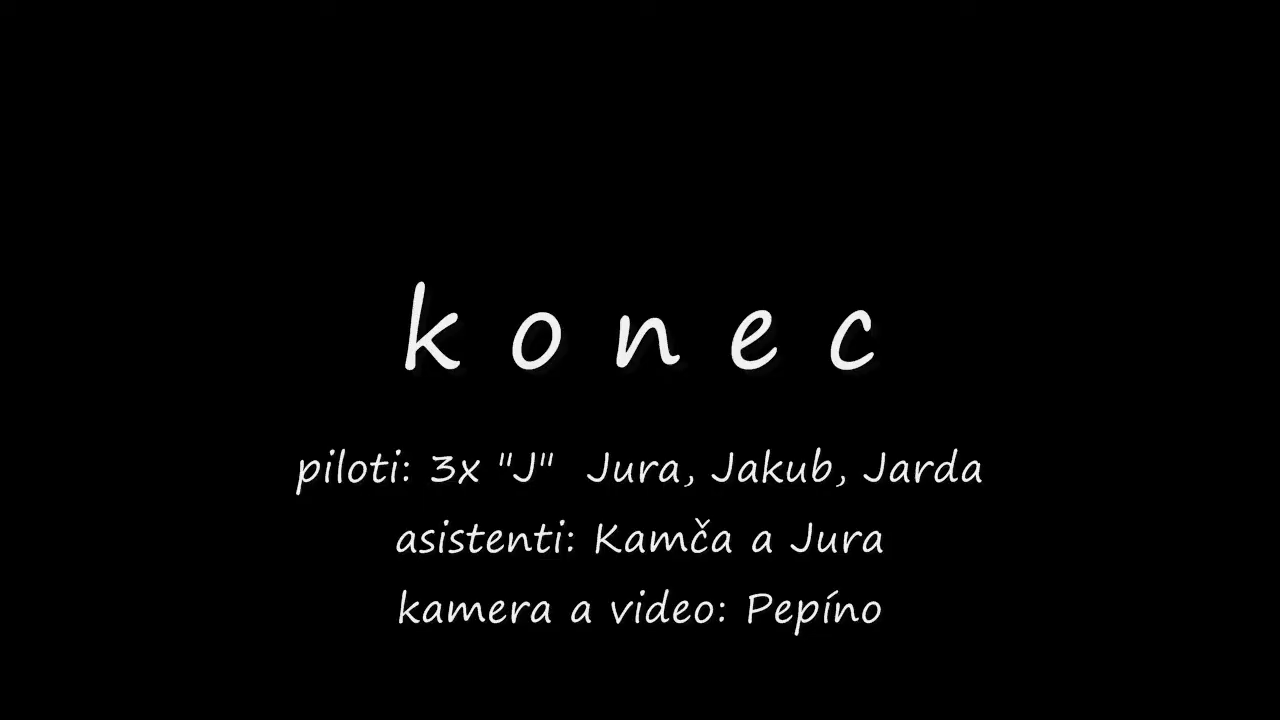 k o n e c
piloti: 3x "J" Jura, Jakub, Jarda
asistenti: Kamča a Jura
kamera a video: Pepíno